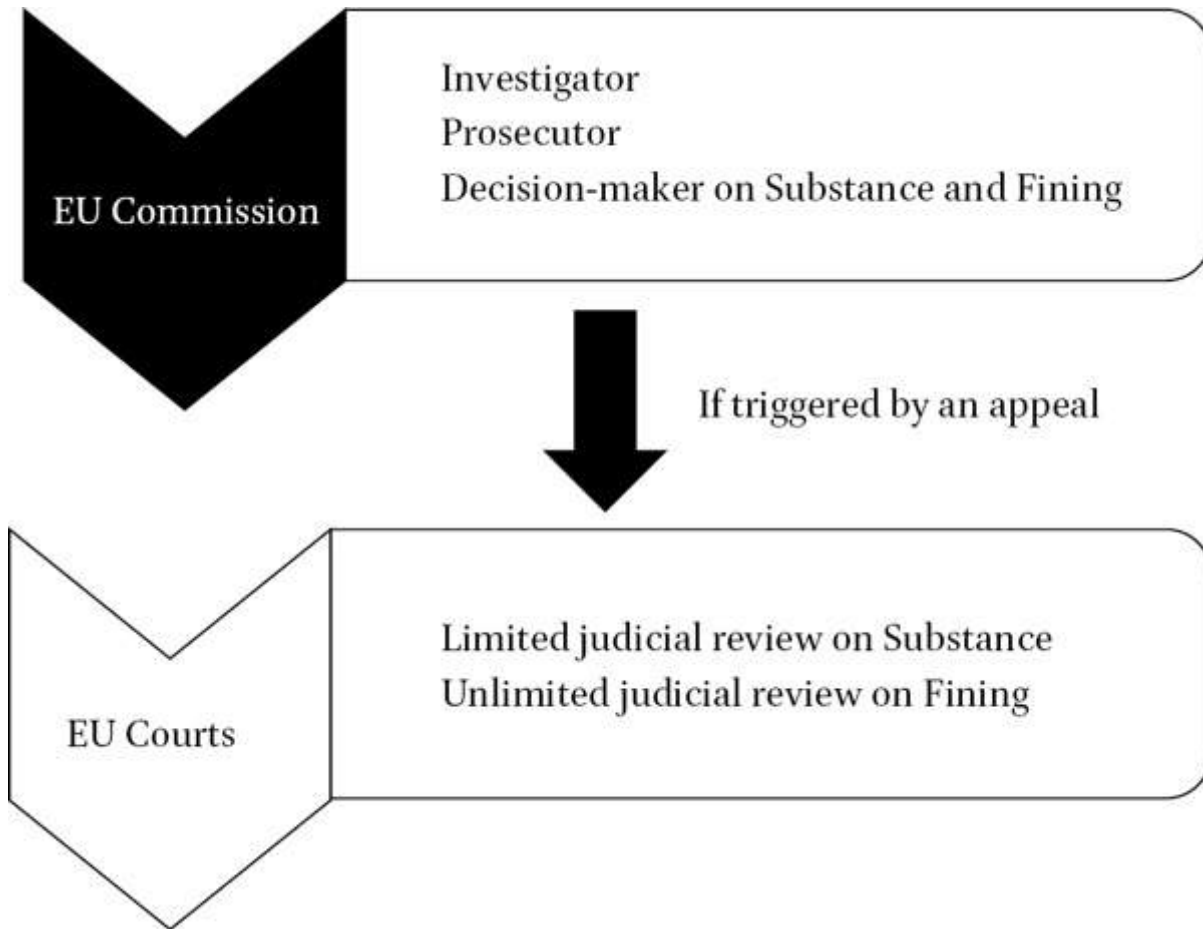 Investigator
Prosecutor
Decision-maker on Substance and Fining
EU Commission
If triggered by an appeal
Limited judicial review on Substance
Unlimited judicial review on Fining
EU Courts